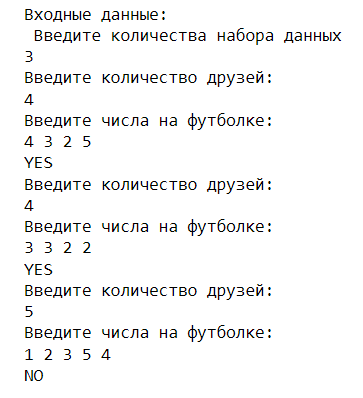 Входные данные:
Введите количества набора данных
3
Введите количество друзей:
4
Введите числа на футболке:
4 3 2 5
YES
Введите количество друзей:
4
Введите числа на футболке:
3 3 2 2
YES
Введите количество друзей:
5
Введите числа на футболке:
1 2 3 5 4
NO